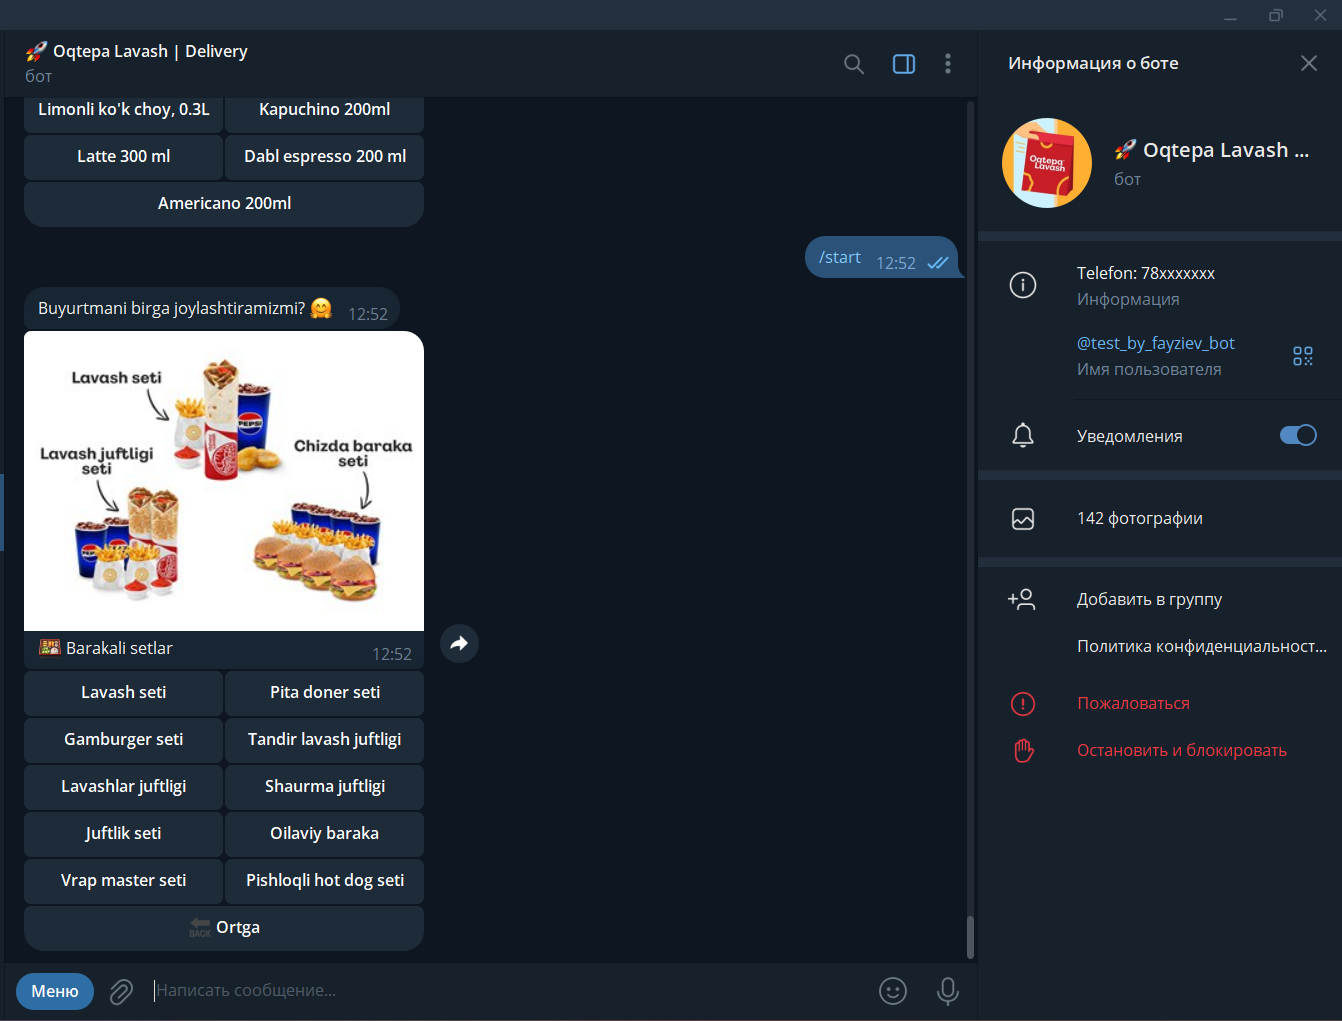 🚀 Oqtepa Lavash | Delivery
бот
Limonli ko'k choy, 0.3L
Kapuchino 200ml
Latte 300 ml
Dabl espresso 200 ml
Americano 200ml
/start 12:52
Buyurtmani birga joylashtiramizmi? 🤗 12:52
Lavash seti
Lavash juftligi
seti
Chizda baraka
seti
PEPSI
PEPSI
🍱 Barakali setlar 12:52
Lavash seti
Pita doner seti
Gamburger seti
Tandir lavash juftligi
Lavashlar juftligi
Shaurma juftligi
Juftlik seti
Oilaviy baraka
Vrap master seti
Pishloqli hot dog seti
🔙 Ortga
Меню
Написать сообщение...
Информация о боте
Oqtepa
Lavash
🚀 Oqtepa Lavash ...
бот
Telefon: 78xxxxxxx
Информация
@test_by_fayziev_bot
Имя пользователя
Уведомления
142 фотографии
Добавить в группу
Политика конфиденциальност...
Пожаловаться
Остановить и блокировать